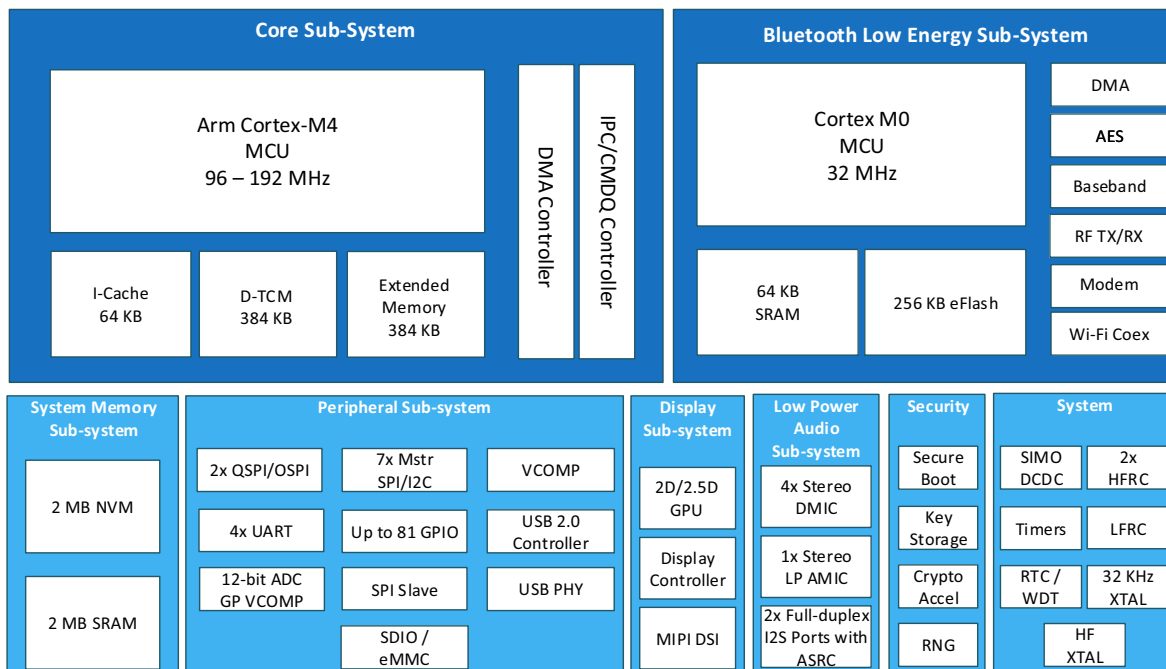 Core Sub-System
Arm Cortex-M4
MCU
96 – 192 MHz
I-Cache
64 KB
D-TCM
384 KB
Extended
Memory
384 KB
DMA Controller
IPC/CMDQ Controller
Bluetooth Low Energy Sub-System
Cortex M0
MCU
32 MHz
64 KB
SRAM
256 KB eFlash
DMA
AES
Baseband
RF TX/RX
Modem
Wi-Fi Coex
System Memory
Sub-system
2 MB NVM
2 MB SRAM
Peripheral Sub-system
2x QSPI/OSPI
7x Mstr
SPI/I2C
VCOMP
4x UART
Up to 81 GPIO
USB 2.0
Controller
12-bit ADC
GP VCOMP
SPI Slave
USB PHY
SDIO /
eMMC
Display
Sub-system
2D/2.5D
GPU
Display
Controller
MIPI DSI
Low Power
Audio
Sub-system
4x Stereo
DMIC
1x Stereo
LP AMIC
2x Full-duplex
I2S Ports with
ASRC
Security
Secure
Boot
Key
Storage
Crypto
Accel
RNG
System
SIMO
DCDC
2x
HFRC
Timers
LFRC
RTC /
WDT
32 KHz
XTAL
HF
XTAL